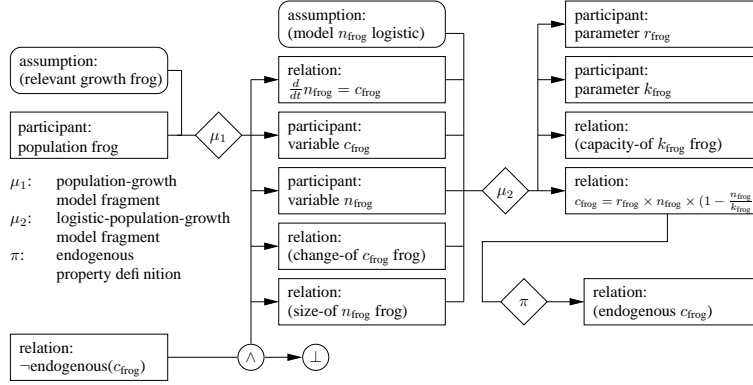 assumption:
(relevant growth frog)
participant:
population frog
μ1
μ1: population-growth
model fragment
μ2: logistic-population-growth
model fragment
π: endogenous
property defi nition
relation:
¬endogenous(c_frog)
∧
⊥
assumption:
(model n_frog logistic)
relation:
d/dt n_frog = c_frog
participant:
variable c_frog
participant:
variable n_frog
relation:
(change-of c_frog frog)
relation:
(size-of n_frog frog)
μ2
participant:
parameter r_frog
participant:
parameter k_frog
relation:
(capacity-of k_frog frog)
relation:
c_frog = r_frog × n_frog × (1 − n_frog/k_frog
π
relation:
(endogenous c_frog)